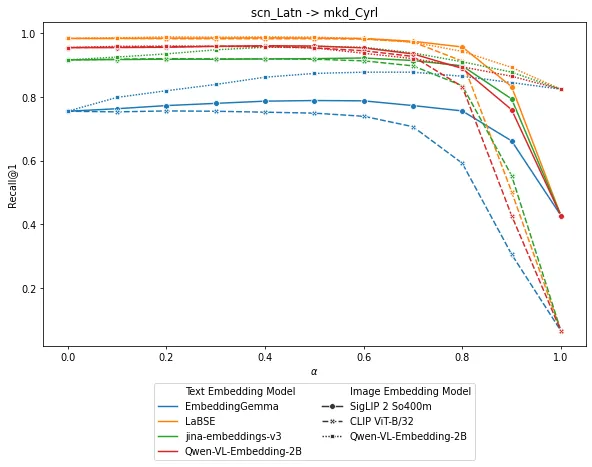 scn_Latn -> mkd_Cyrl
Recall@1
1.0
0.8
0.6
0.4
0.2
0.0
0.2
0.4
0.6
0.8
1.0
α
Text Embedding Model
EmbeddingGemma
LaBSE
jina-embeddings-v3
Qwen-VL-Embedding-2B
Image Embedding Model
SigLIP 2 So400m
CLIP ViT-B/32
Qwen-VL-Embedding-2B